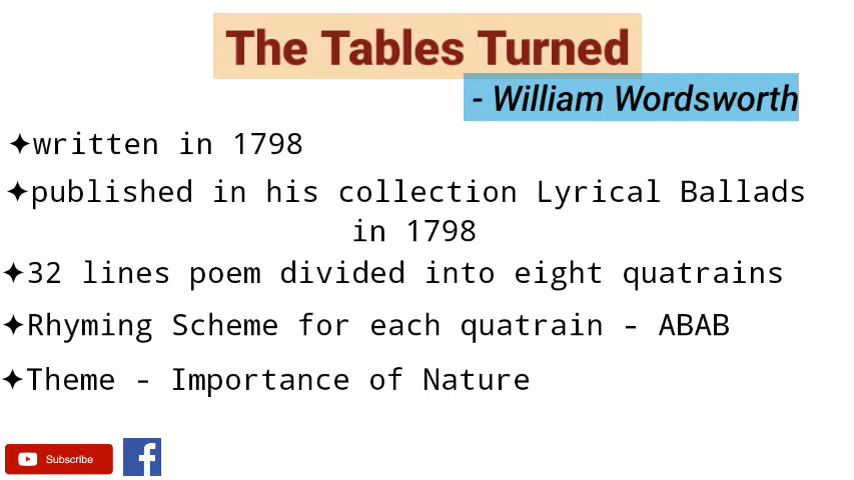 The Tables Turned
- William Wordsworth
✦written in 1798
✦published in his collection Lyrical Ballads
in 1798
✦32 lines poem divided into eight quatrains
✦Rhyming Scheme for each quatrain - ABAB
✦Theme - Importance of Nature
Subscribe